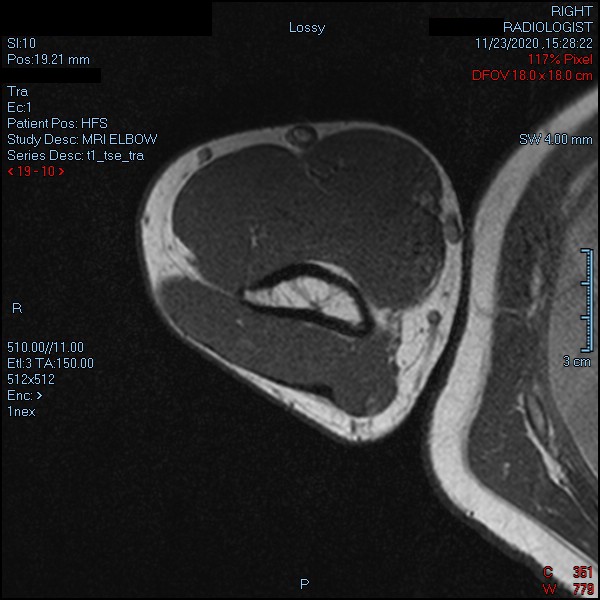 Lossy
RIGHT
RADIOLOGIST
11/23/2020 ,15:28:22
117% Pixel
DFOV 18.0 x 18.0 cm
SW 4.00 mm
SI:10
Pos:19.21 mm
Tra
Ec:1
Patient Pos: HFS
Study Desc: MRI ELBOW
Series Desc: t1_tse_tra
< 19 - 10 >
R
510.00//11.00
Etl:3 TA:150.00
512x512
Enc: >
1nex
3 cm
P
C 351
W 779